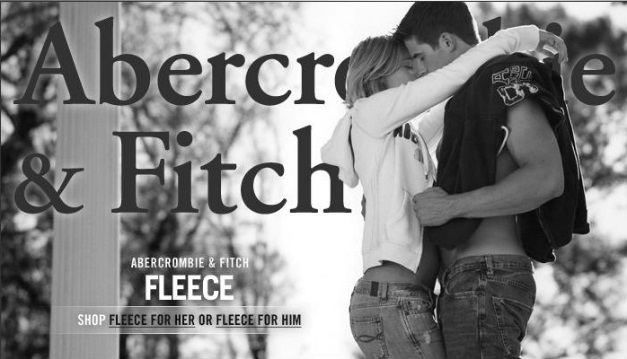 Abercrombie
& Fitch
ABERCROMBIE & FITCH
FLEECE
SHOP FLEECE FOR HER OR FLEECE FOR HIM